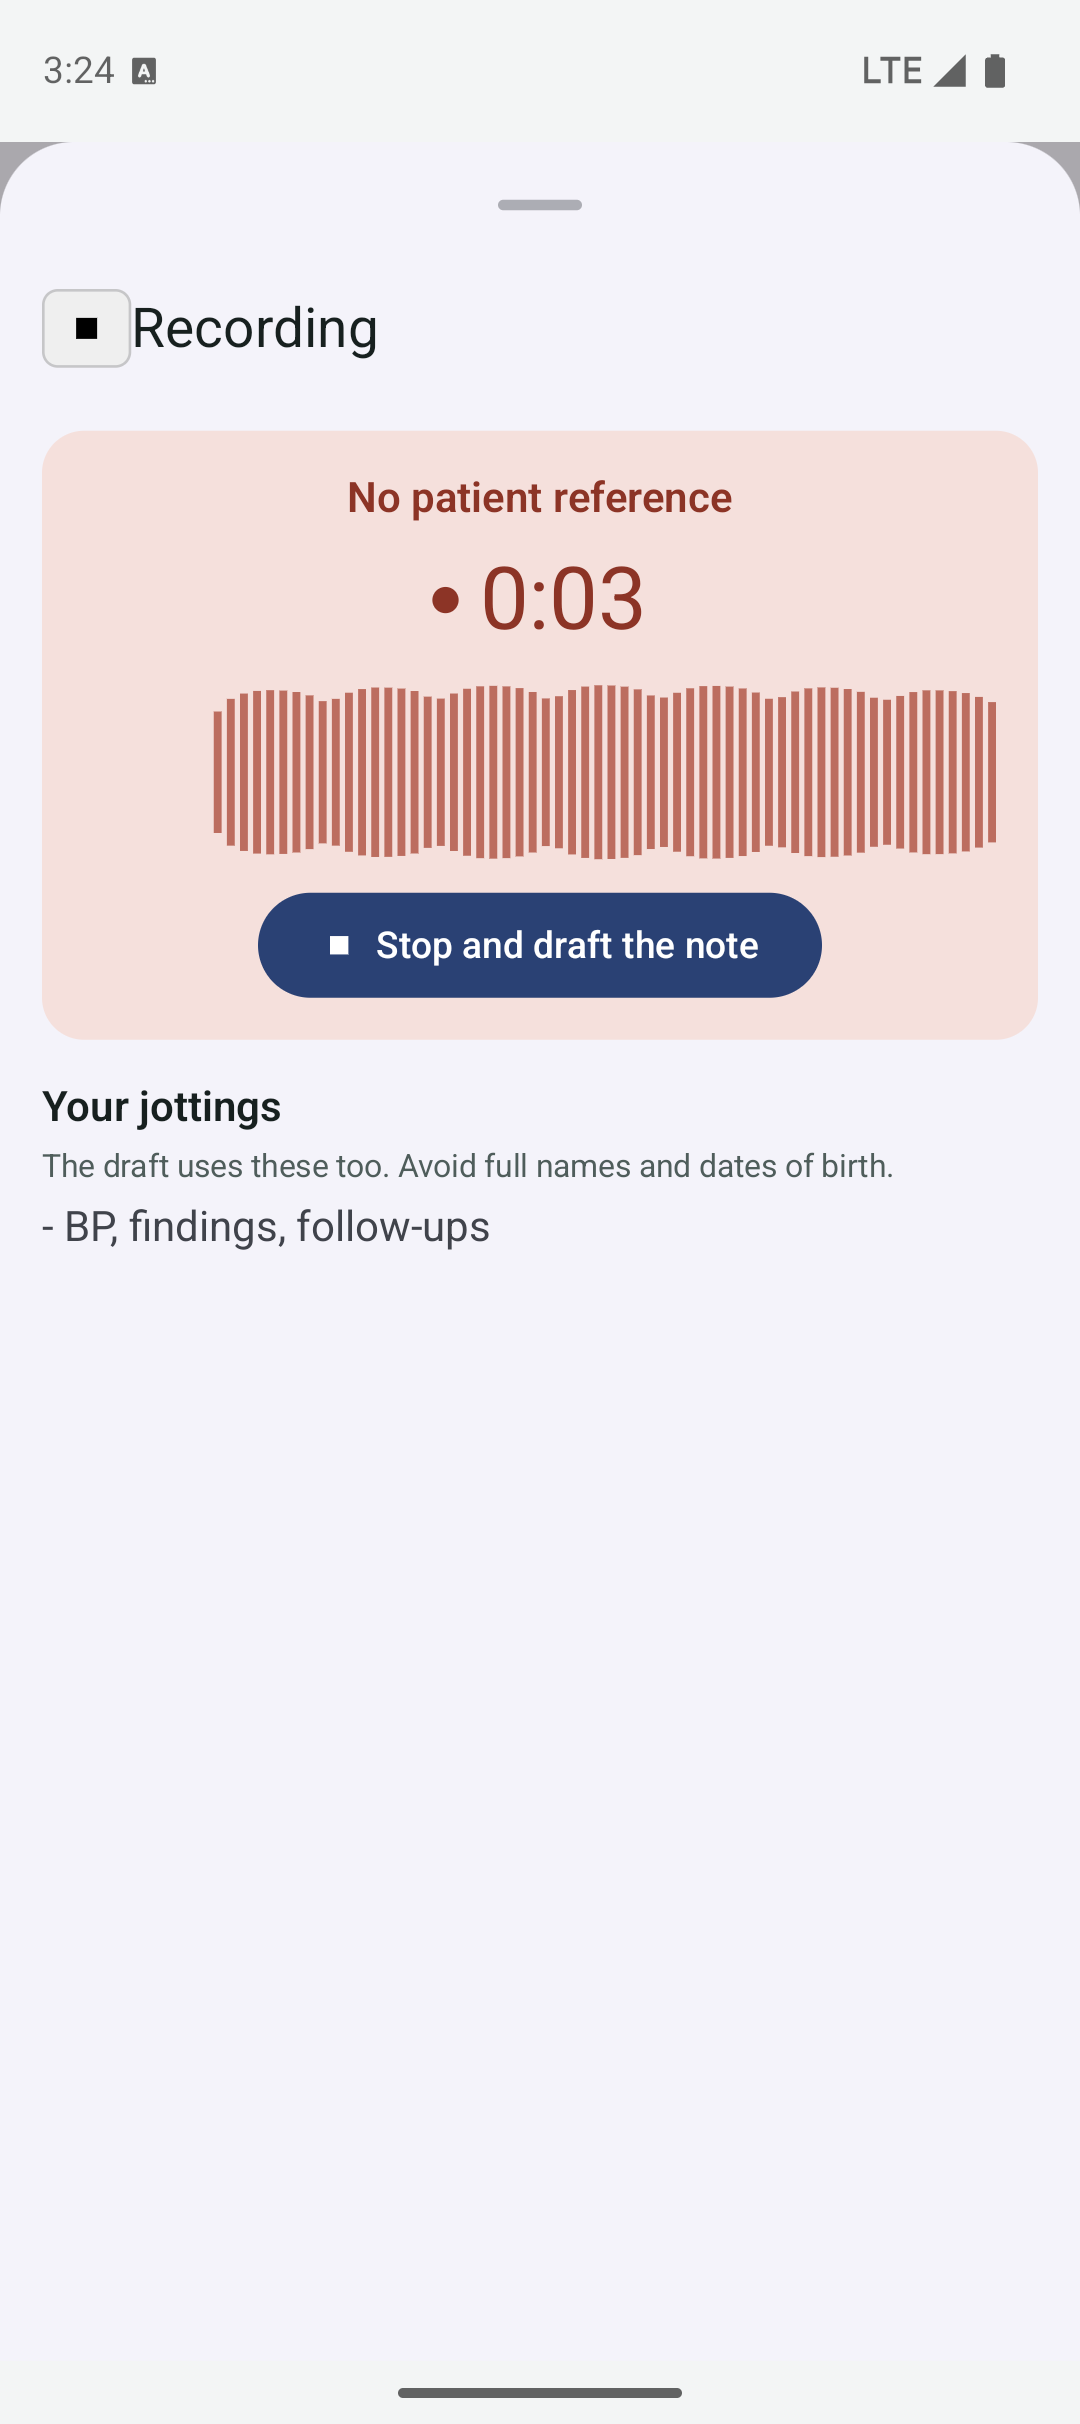 3:24
LTE
Recording
No patient reference
0:03
Stop and draft the note
Your jottings
The draft uses these too. Avoid full names and dates of birth.
- BP, findings, follow-ups